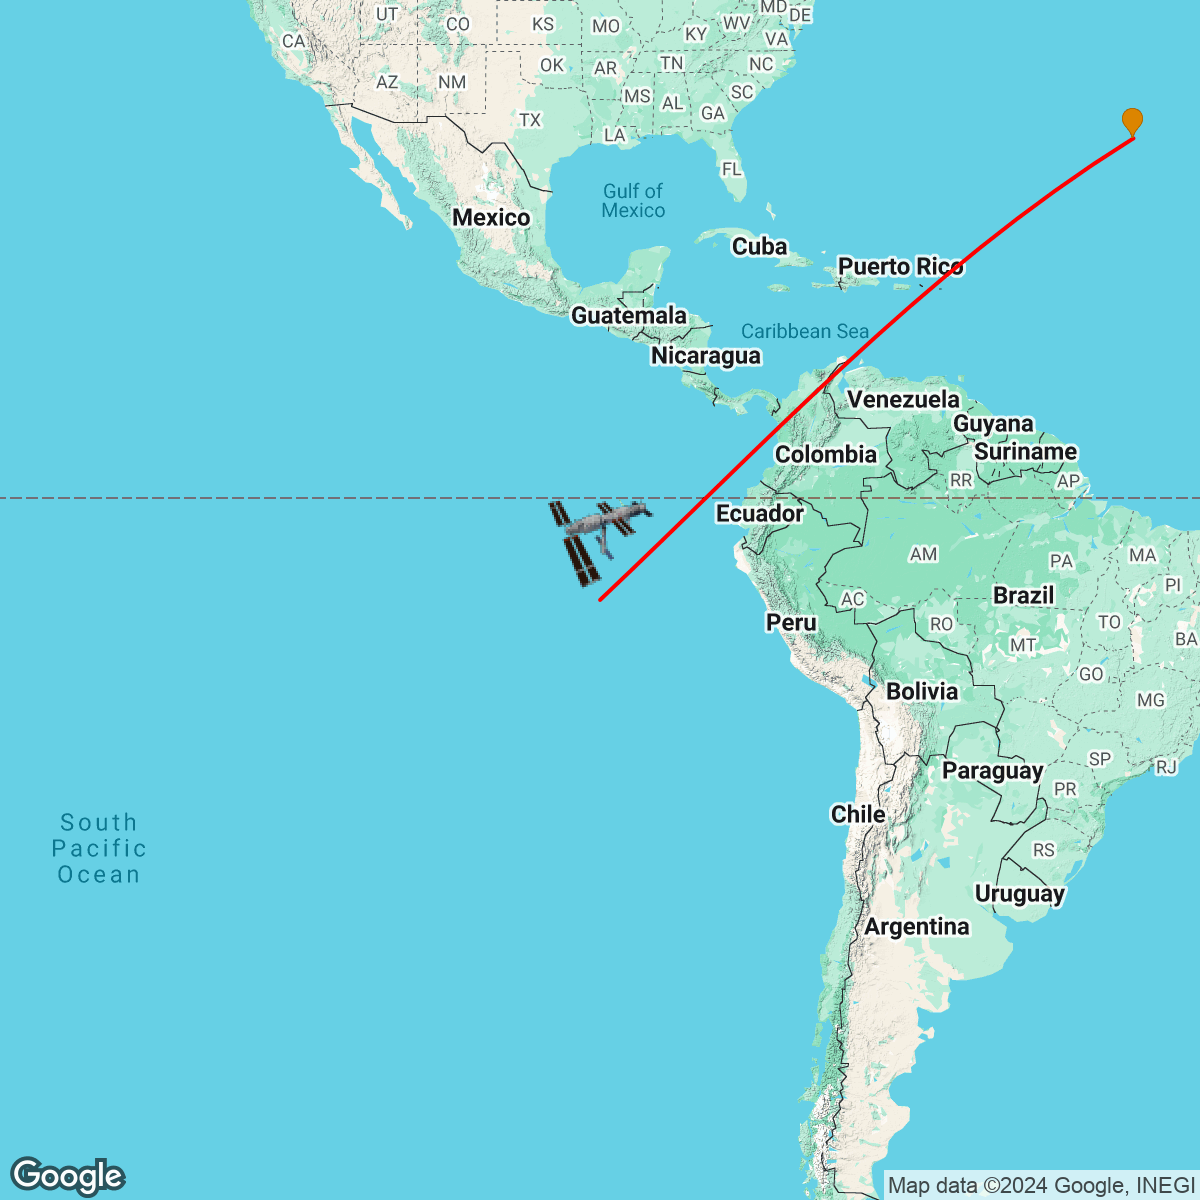 MD
DE
UT
CO
KS
MO
KY
WV
VA
CA
AZ
NM
OK
AR
TN
NC
TX
LA
MS
AL
GA
SC
FL
Gulf of
Mexico
Mexico
Cuba
Puerto Rico
Guatemala
Caribbean Sea
Nicaragua
Venezuela
Guyana
Colombia
Suriname
RR
AP
Ecuador
AM
PA
MA
PI
AC
Brazil
Peru
RO
TO
MT
BA
GO
Bolivia
MG
SP
RJ
Paraguay
PR
Chile
South
Pacific
Ocean
RS
Uruguay
Argentina
Google
Map data ©2024 Google, INEGI